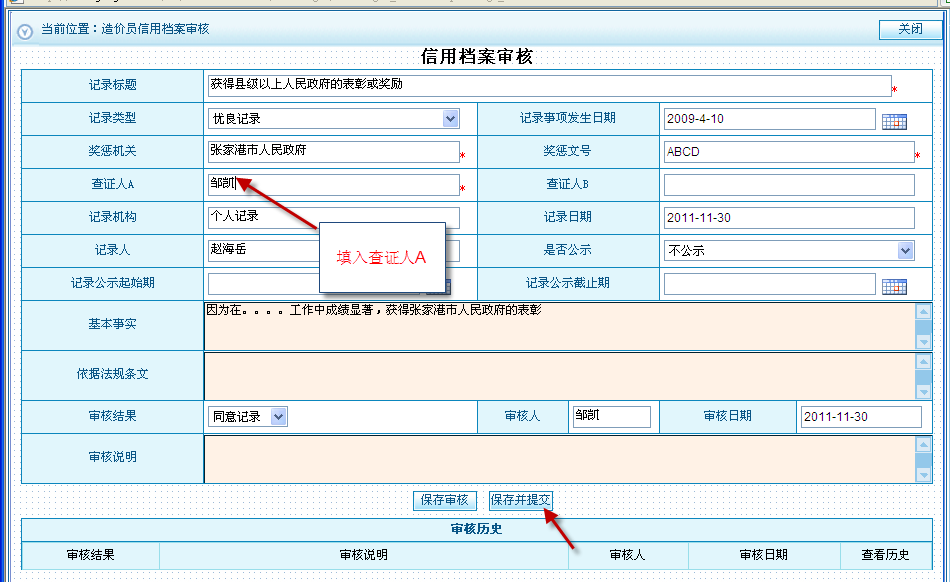 当前位置：造价员信用档案审核
关闭
信用档案审核
记录标题 获得县级以上人民政府的表彰或奖励 *
记录类型 优良记录 记录事项发生日期 2009-4-10
奖惩机关 张家港市人民政府 * 奖惩文号 ABCD *
查证人A 邹凯 * 查证人B
记录机构 个人记录 记录日期 2011-11-30
记录人 赵海岳 是否公示 不公示
填入查证人A
记录公示起始期 记录公示截止期
基本事实 因为在。。。。工作中成绩显著，获得张家港市人民政府的表彰
依据法规条文
审核结果 同意记录 审核人 邹凯 审核日期 2011-11-30
审核说明
保存审核 保存并提交
审核历史
审核结果 审核说明 审核人 审核日期 查看历史